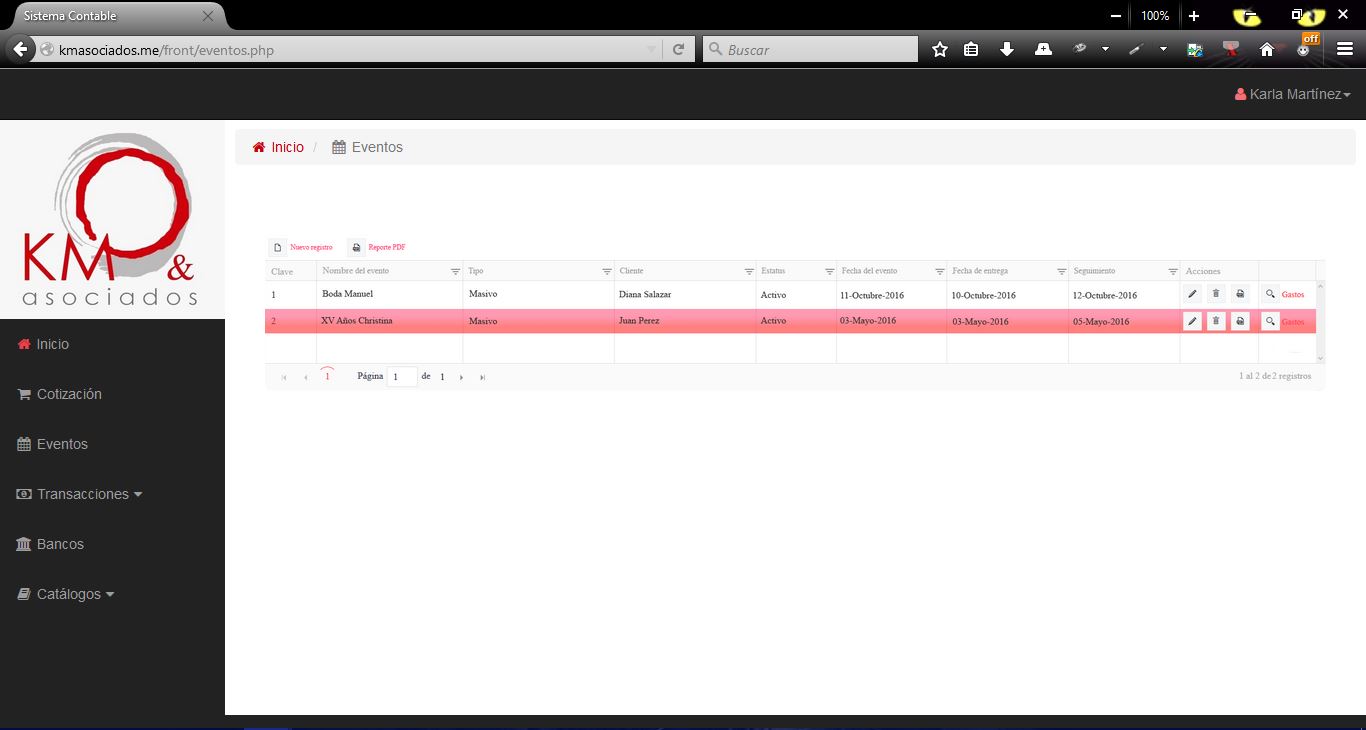 Sistema Contable
100%
kmasociados.me/front/eventos.php
Buscar
off
Karla Martínez
KM &
asociados
Inicio / Eventos
Inicio
Cotización
Eventos
Transacciones
Bancos
Catálogos
Nuevo registro Reporte PDF
Clave Nombre del evento Tipo Cliente Estatus Fecha del evento Fecha de entrega Seguimiento Acciones
1 Boda Manuel Masivo Diana Salazar Activo 11-Octubre-2016 10-Octubre-2016 12-Octubre-2016 Gastos
2 XV Años Christina Masivo Juan Perez Activo 03-Mayo-2016 03-Mayo-2016 05-Mayo-2016 Gastos
1 Página 1 de 1 1 al 2 de 2 registros